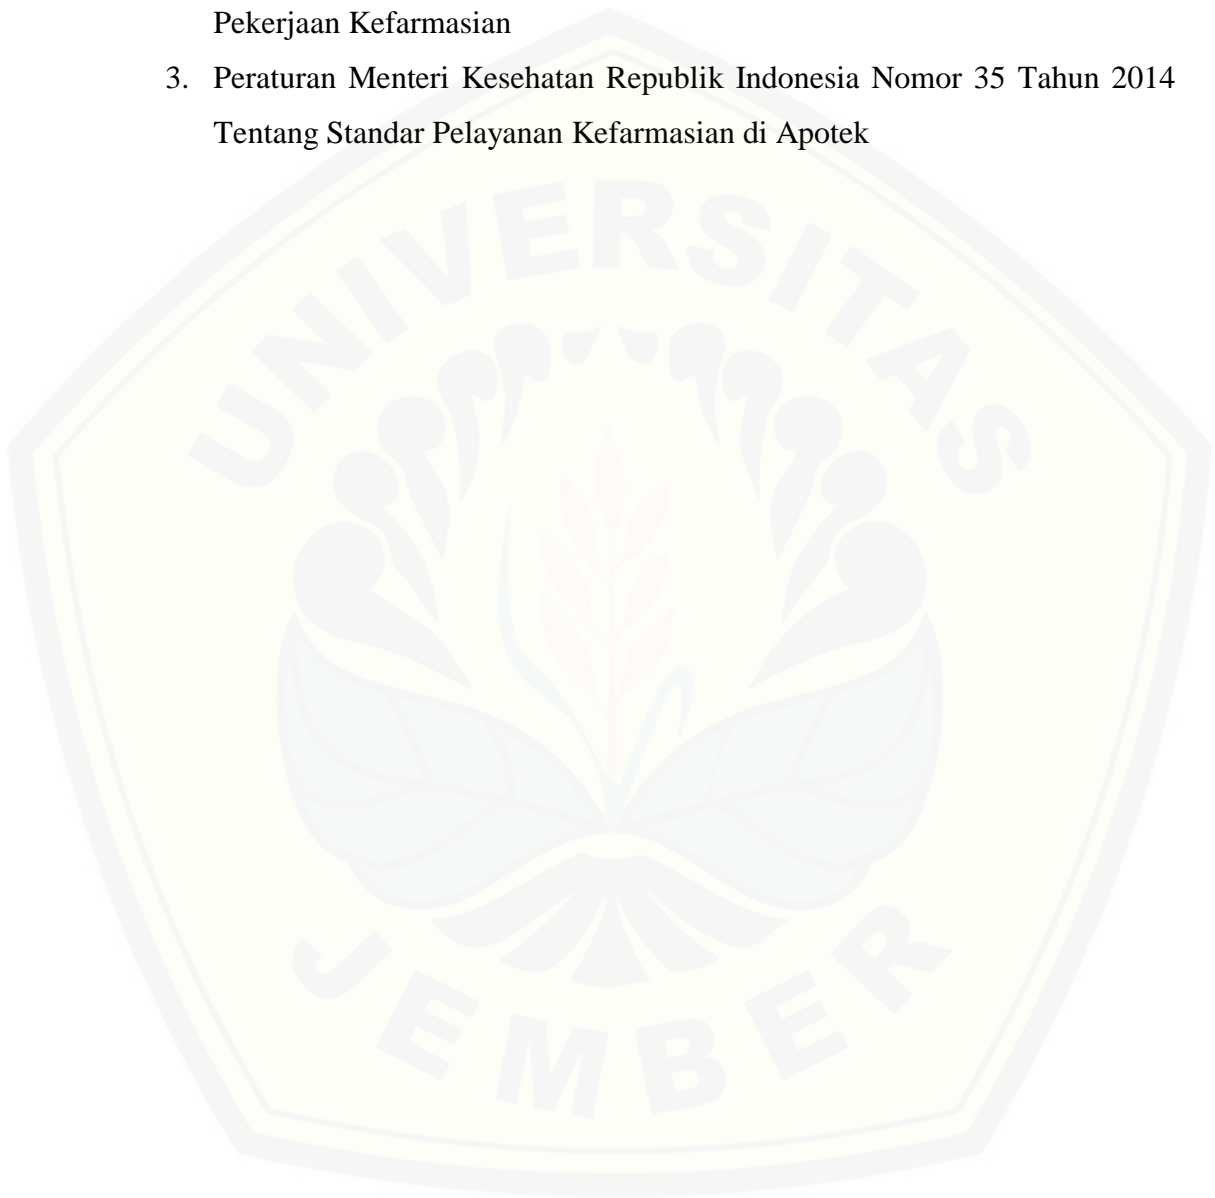 Pekerjaan Kefarmasian
3. Peraturan Menteri Kesehatan Republik Indonesia Nomor 35 Tahun 2014
Tentang Standar Pelayanan Kefarmasian di Apotek
UNIVERSITAS
JEMBER